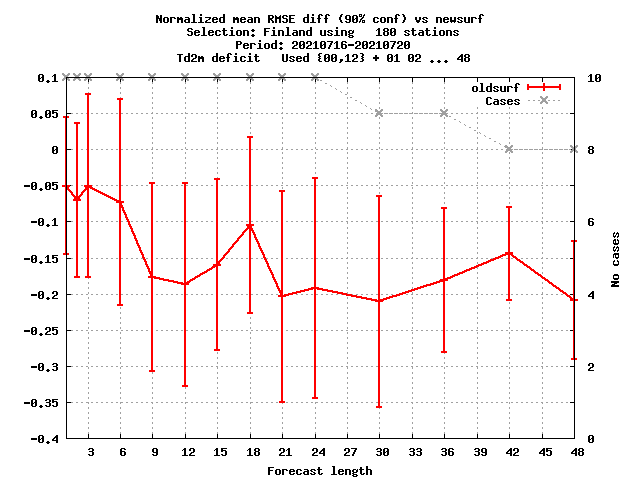 Normalized mean RMSE diff (90% conf) vs newsurf
Selection: Finland using   180 stations
Period: 20210716-20210720
Td2m deficit   Used {00,12} + 01 02 ... 48
oldsurf
Cases
0.1
0.05
0
-0.05
-0.1
-0.15
-0.2
-0.25
-0.3
-0.35
-0.4
10
8
6
4
2
0
No cases
3 6 9 12 15 18 21 24 27 30 33 36 39 42 45 48
Forecast length